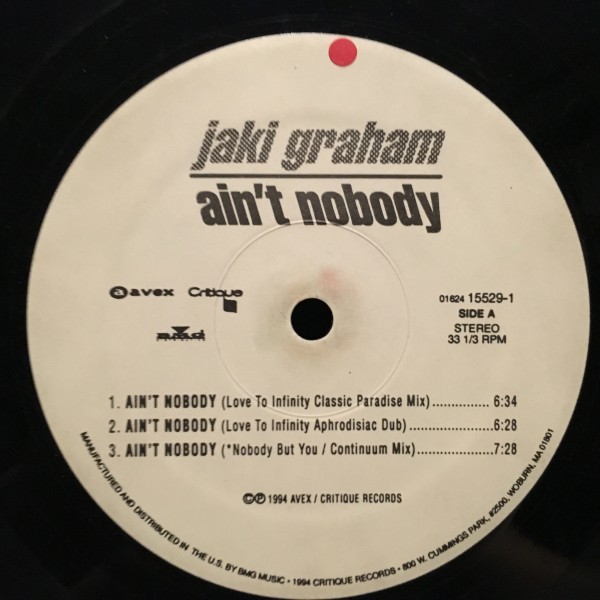 jaki graham
ain't nobody
a avex Critique
BMG
01624 15529-1
SIDE A
STEREO
33 1/3 RPM
1. AIN'T NOBODY (Love To Infinity Classic Paradise Mix)............... 6:34
2. AIN'T NOBODY (Love To Infinity Aphrodisiac Dub) .................... 6:28
3. AIN'T NOBODY (*Nobody But You / Continuum Mix)..................7:28
©℗ 1994 AVEX / CRITIQUE RECORDS
MANUFACTURED AND DISTRIBUTED IN THE U.S. BY BMG MUSIC • 1994 CRITIQUE RECORDS • 800 W. CUMMINGS PARK, #2500, WOBURN, MA 01801